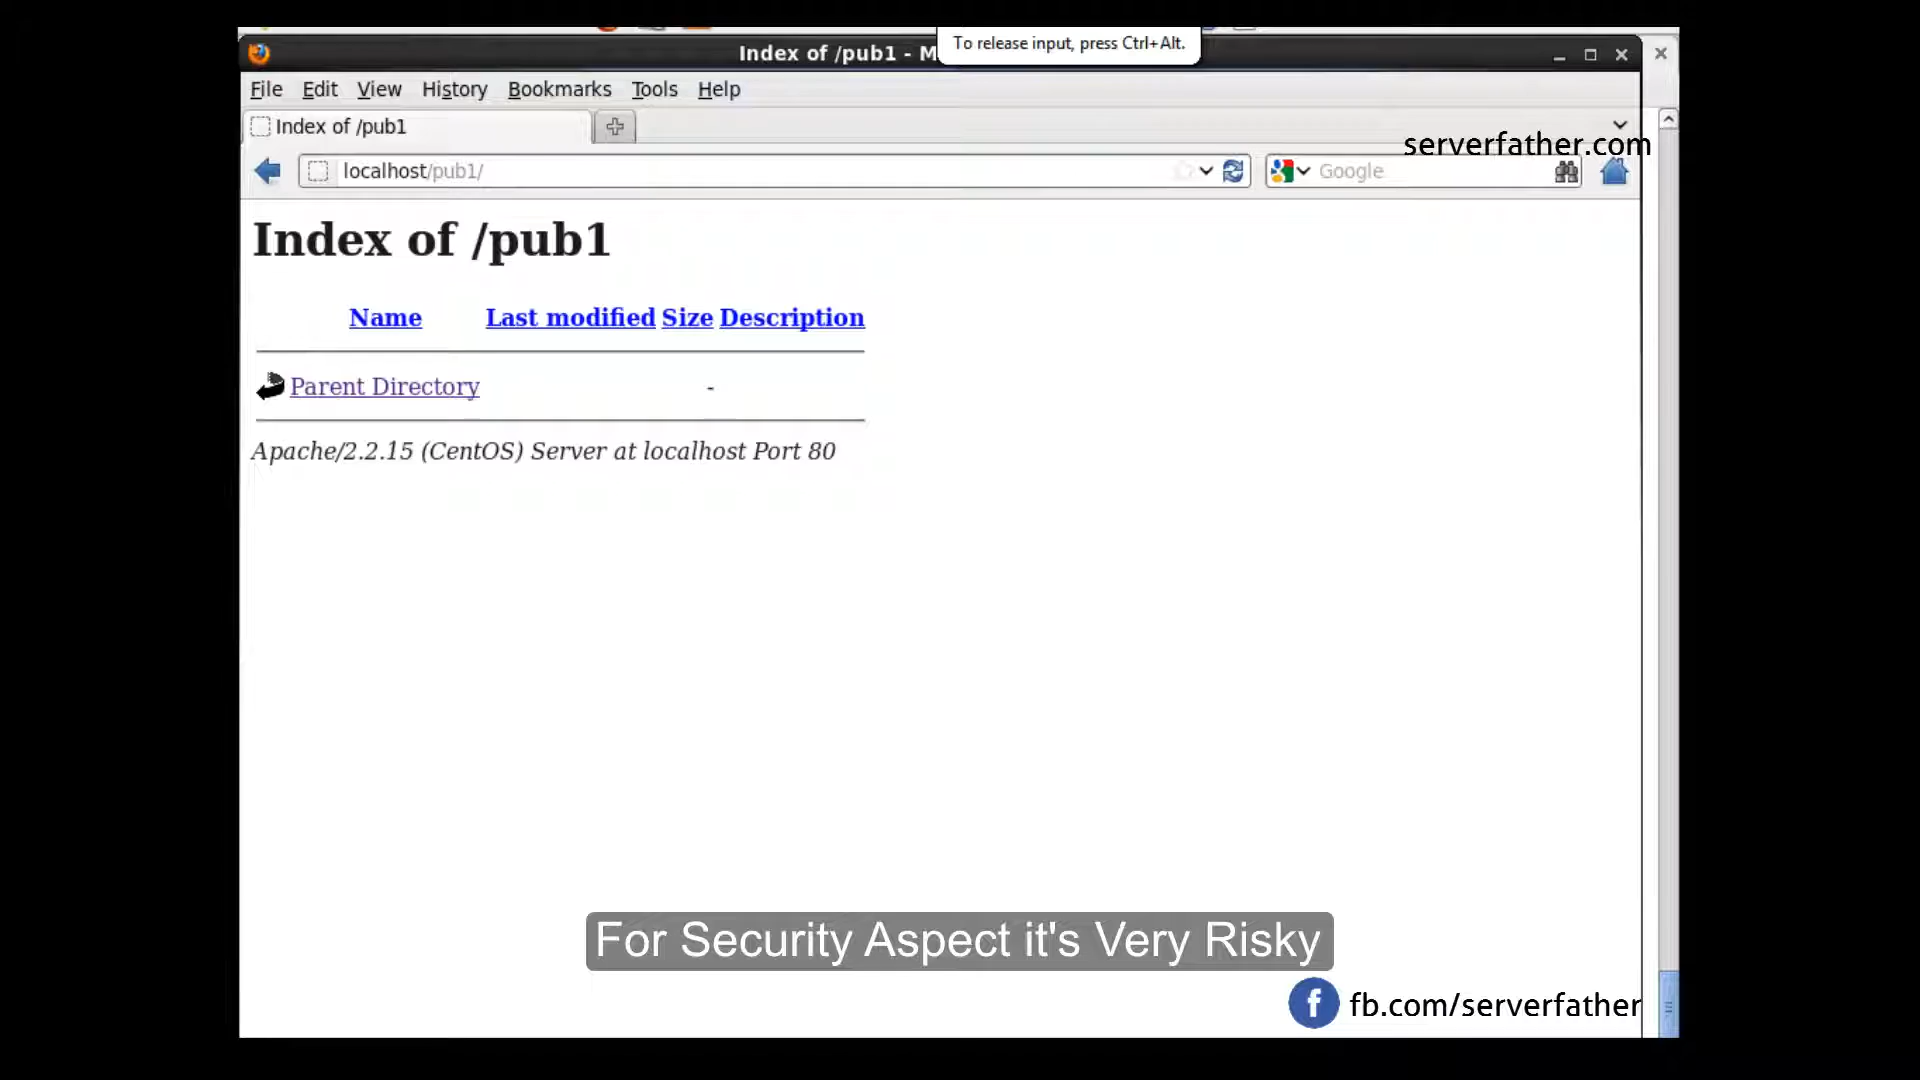 To release input, press Ctrl+Alt.
Index of /pub1 - M
File Edit View History Bookmarks Tools Help
Index of /pub1
serverfather.com
localhost/pub1/
Google
Index of /pub1
Name Last modified Size Description
Parent Directory -
Apache/2.2.15 (CentOS) Server at localhost Port 80
For Security Aspect it's Very Risky
f fb.com/serverfather